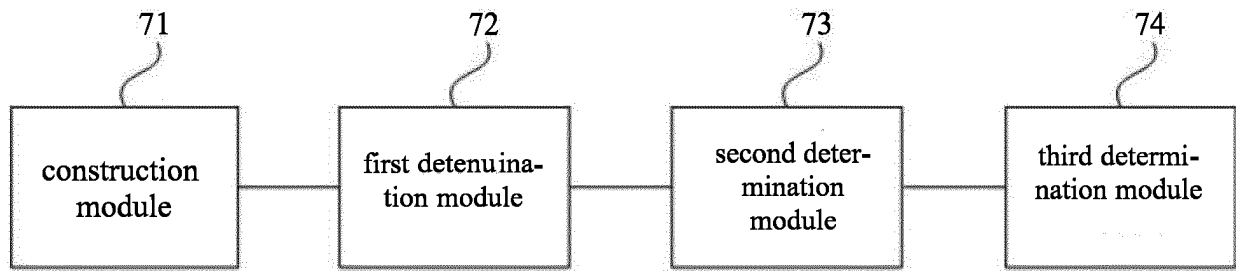 71
72
73
74
construction
module
first detenuina-
tion module
second deter-
mination
module
third determi-
nation module